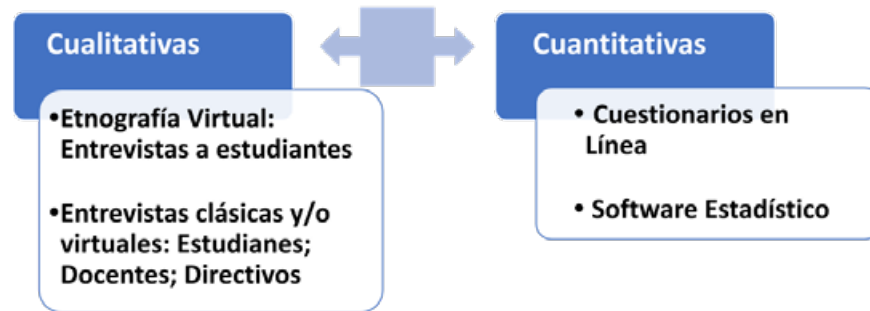 Cualitativas
•Etnografía Virtual:
Entrevistas a estudiantes
•Entrevistas clásicas y/o
virtuales: Estudianes;
Docentes; Directivos
Cuantitativas
• Cuestionarios en
Línea
• Software Estadístico